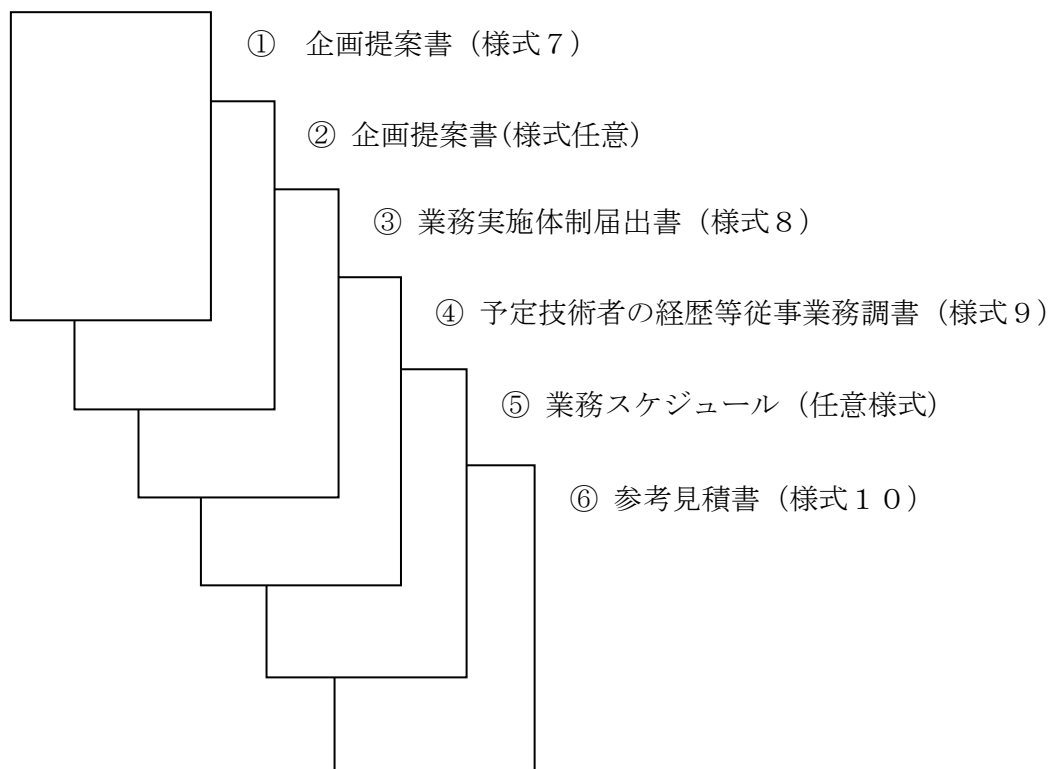 ① 企画提案書（様式７）
② 企画提案書(様式任意)
③ 業務実施体制届出書（様式８）
④ 予定技術者の経歴等従事業務調書（様式９）
⑤ 業務スケジュール（任意様式）
⑥ 参考見積書（様式１０）